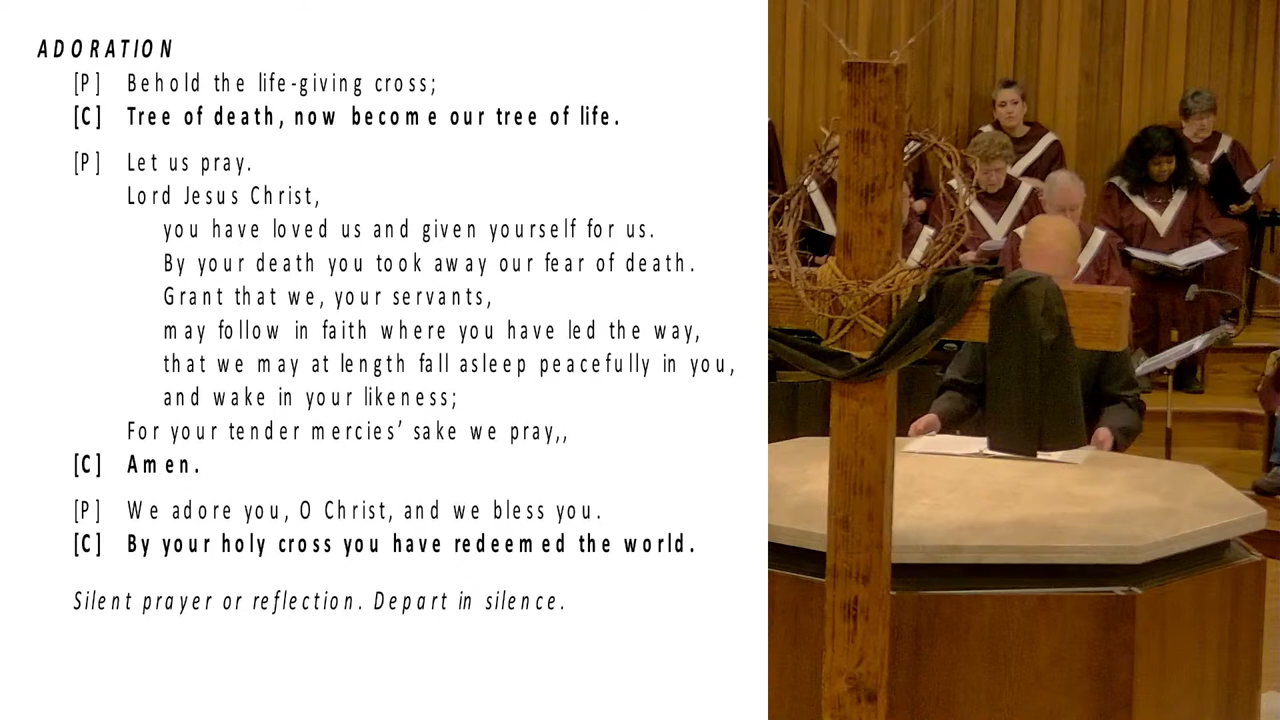 ADORATION
[P] Behold the life-giving cross;
[C] Tree of death, now become our tree of life.
[P] Let us pray.
Lord Jesus Christ,
you have loved us and given yourself for us.
By your death you took away our fear of death.
Grant that we, your servants,
may follow in faith where you have led the way,
that we may at length fall asleep peacefully in you,
and wake in your likeness;
For your tender mercies’ sake we pray,,
[C] Amen.
[P] We adore you, O Christ, and we bless you.
[C] By your holy cross you have redeemed the world.
Silent prayer or reflection. Depart in silence.